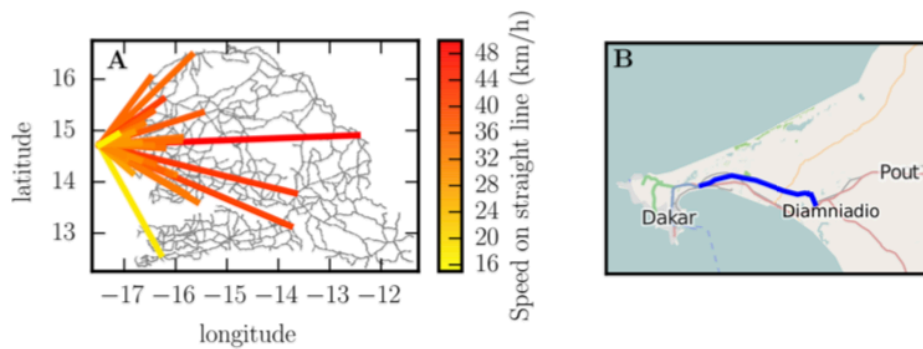 A
16
15
14
13
latitude
−17 −16 −15 −14 −13 −12
longitude
48
44
40
36
32
28
24
20
16
Speed on straight line (km/h)
B
Pout
Dakar
Diamniadio